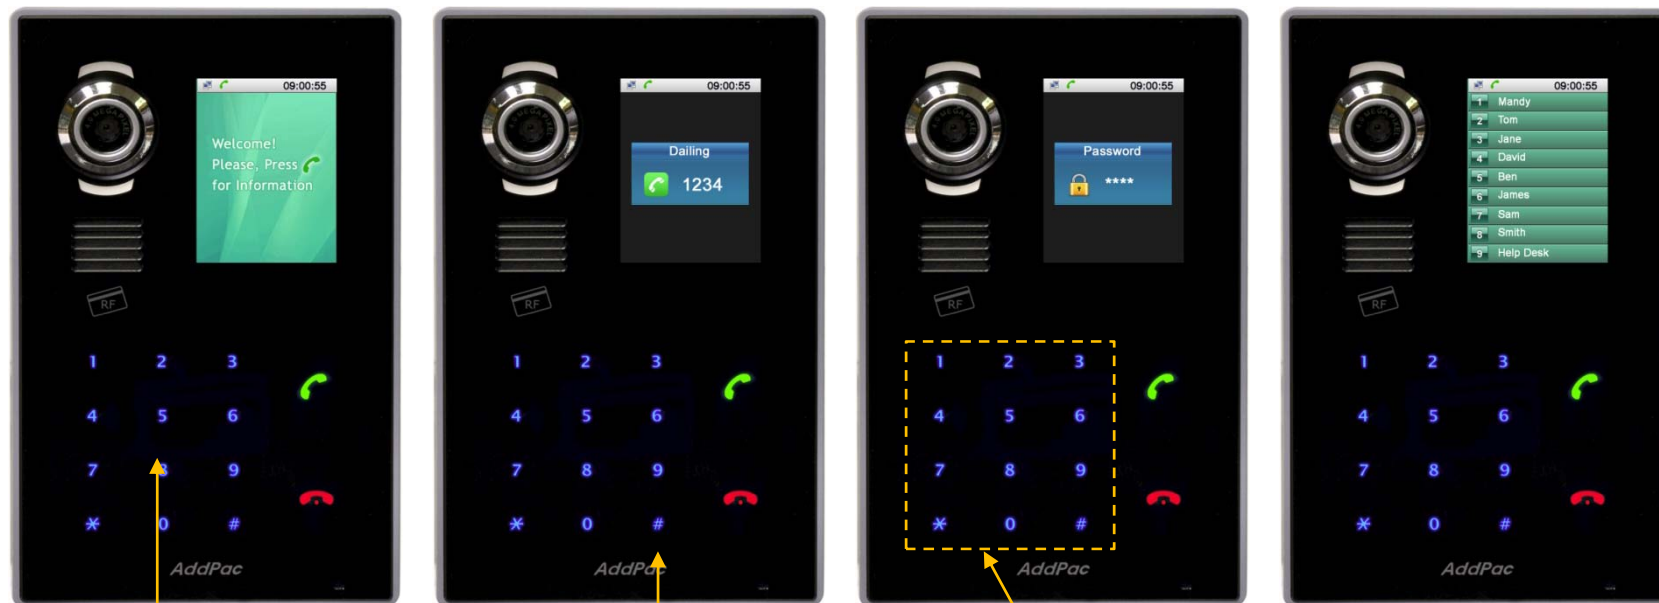 09:00:55
Welcome!
Please, Press
for Information
RF
1 2 3
4 5 6
7 8 9
* 0 #
AddPac
09:00:55
Dailing
1234
RF
1 2 3
4 5 6
7 8 9
* 0 #
AddPac
09:00:55
Password
****
RF
1 2 3
4 5 6
7 8 9
* 0 #
AddPac
09:00:55
1 Mandy
2 Tom
3 Jane
4 David
5 Ben
6 James
7 Sam
8 Smith
9 Help Desk
RF
1 2 3
4 5 6
7 8 9
* 0 #
AddPac